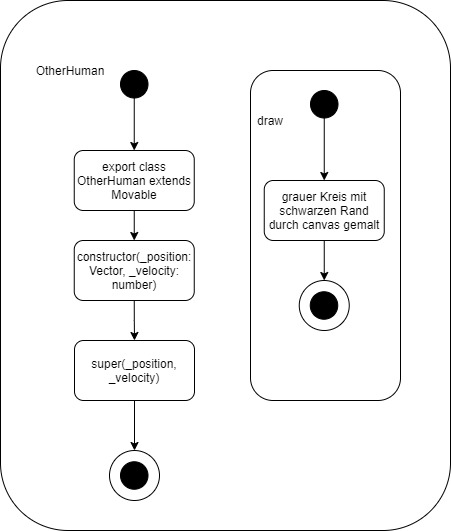 OtherHuman
export class
OtherHuman extends
Movable
constructor(_position:
Vector, _velocity:
number)
super(_position,
_velocity)
draw
grauer Kreis mit
schwarzen Rand
durch canvas gemalt